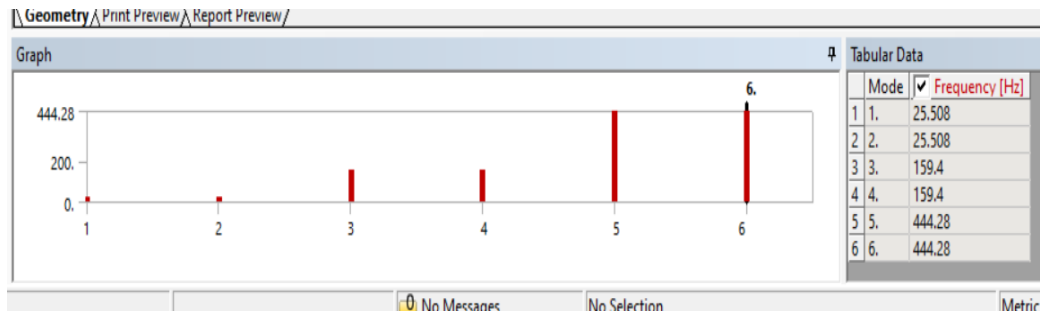 Geometry Print Preview Report Preview
Graph
6.
444.28
200.
0.
1 2 3 4 5 6
Tabular Data
Mode Frequency [Hz]
1 1. 25.508
2 2. 25.508
3 3. 159.4
4 4. 159.4
5 5. 444.28
6 6. 444.28
0 No Messages No Selection Metric